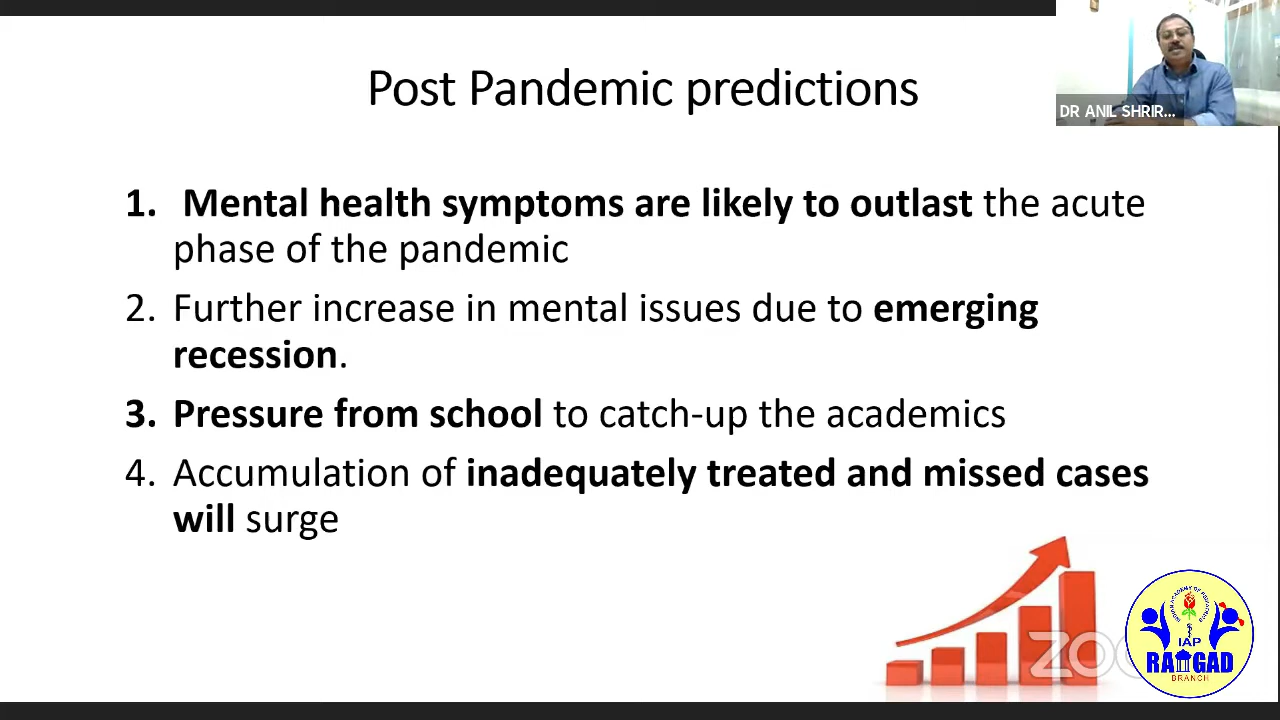 Post Pandemic predictions
DR ANIL SHRIR...
1. Mental health symptoms are likely to outlast the acute
phase of the pandemic
2. Further increase in mental issues due to emerging
recession.
3. Pressure from school to catch-up the academics
4. Accumulation of inadequately treated and missed cases
will surge
IAP
GAD
BRANCH